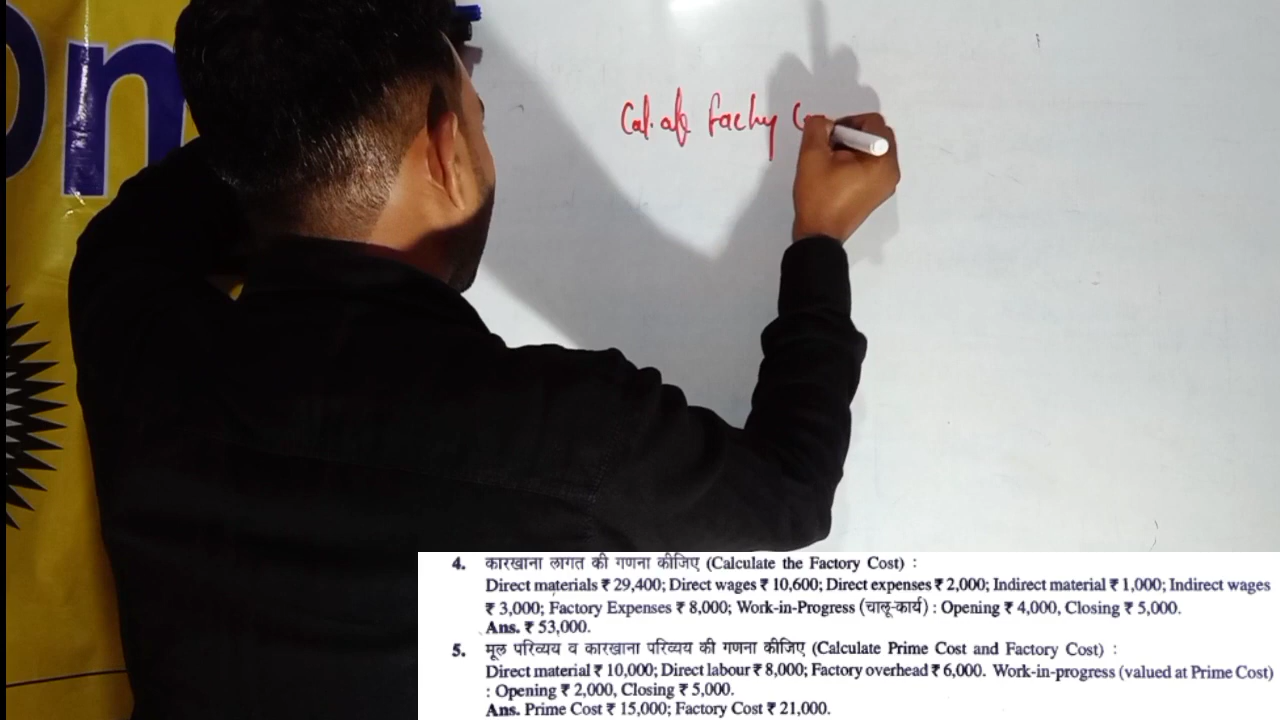 on
Cal. of factory
4. कारखाना लागत की गणना कीजिए (Calculate the Factory Cost) :
Direct materials ₹ 29,400; Direct wages ₹ 10,600; Direct expenses ₹ 2,000; Indirect material ₹ 1,000; Indirect wages
₹ 3,000; Factory Expenses ₹ 8,000; Work-in-Progress (चालू-कार्य) : Opening ₹ 4,000, Closing ₹ 5,000.
Ans. ₹ 53,000.
5. मूल परिव्यय व कारखाना परिव्यय की गणना कीजिए (Calculate Prime Cost and Factory Cost) :
Direct material ₹ 10,000; Direct labour ₹ 8,000; Factory overhead ₹ 6,000. Work-in-progress (valued at Prime Cost)
: Opening ₹ 2,000, Closing ₹ 5,000.
Ans. Prime Cost ₹ 15,000; Factory Cost ₹ 21,000.